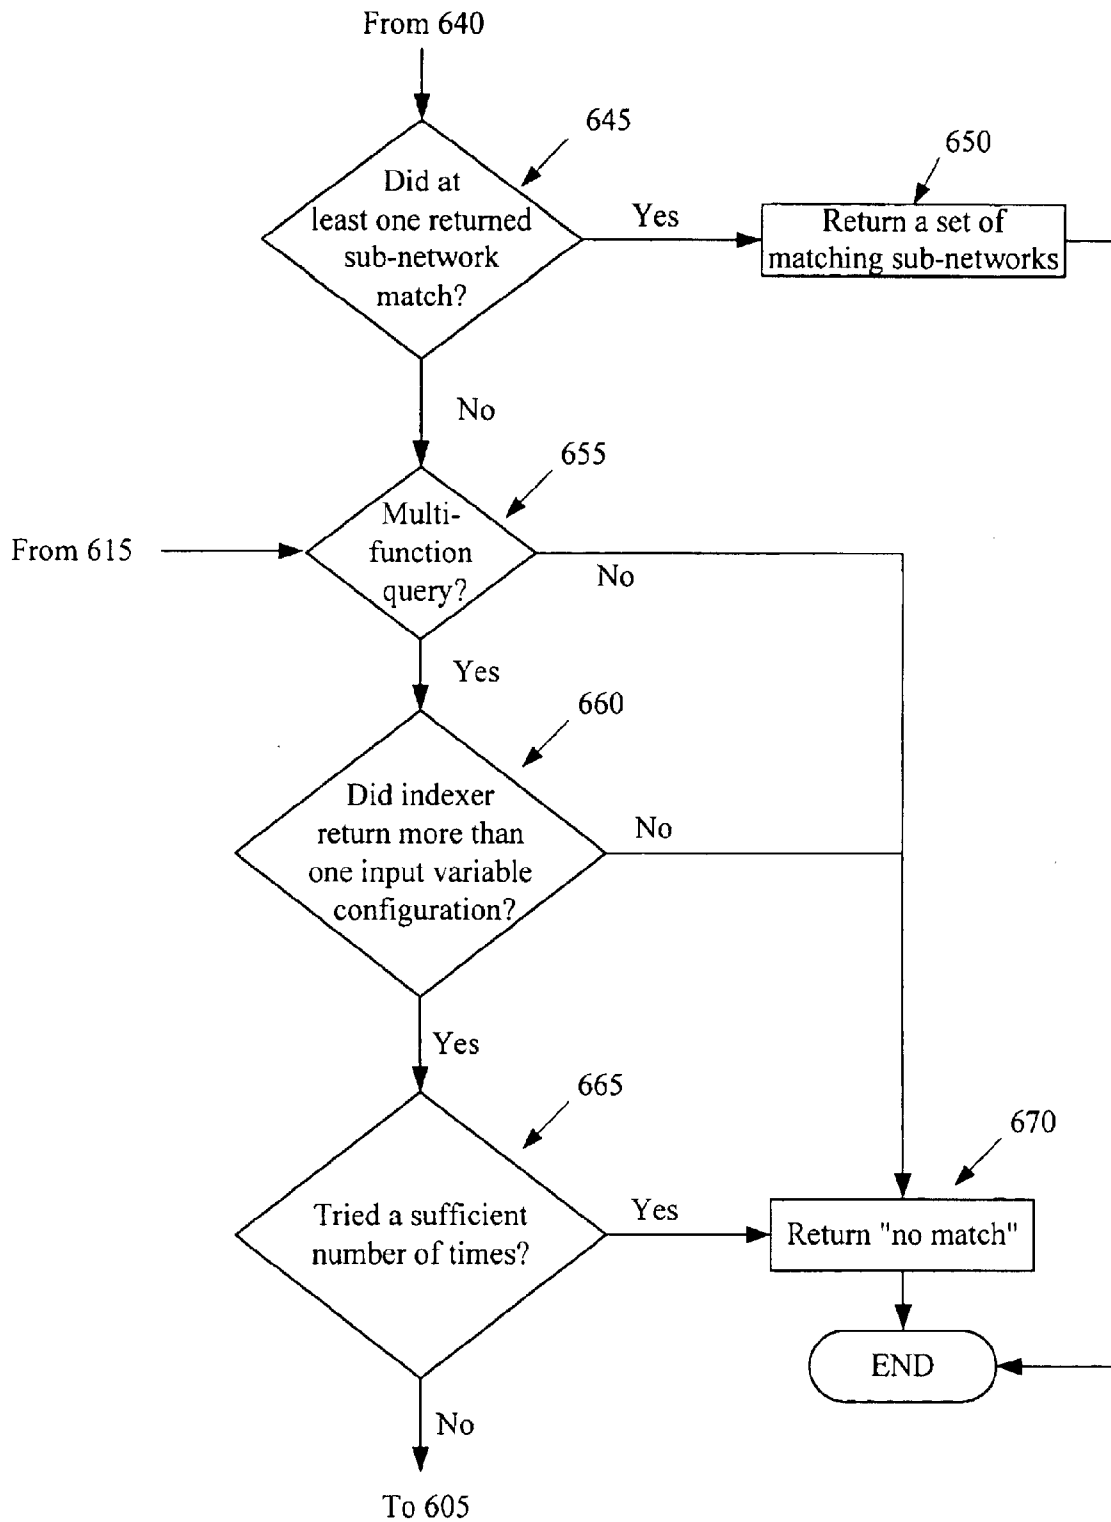 From 640
645
Did at
least one returned
sub-network
match?
Yes
650
Return a set of
matching sub-networks
No
655
From 615
Multi-
function
query?
No
Yes
660
Did indexer
return more than
one input variable
configuration?
No
Yes
665
Tried a sufficient
number of times?
Yes
670
Return "no match"
END
No
To 605